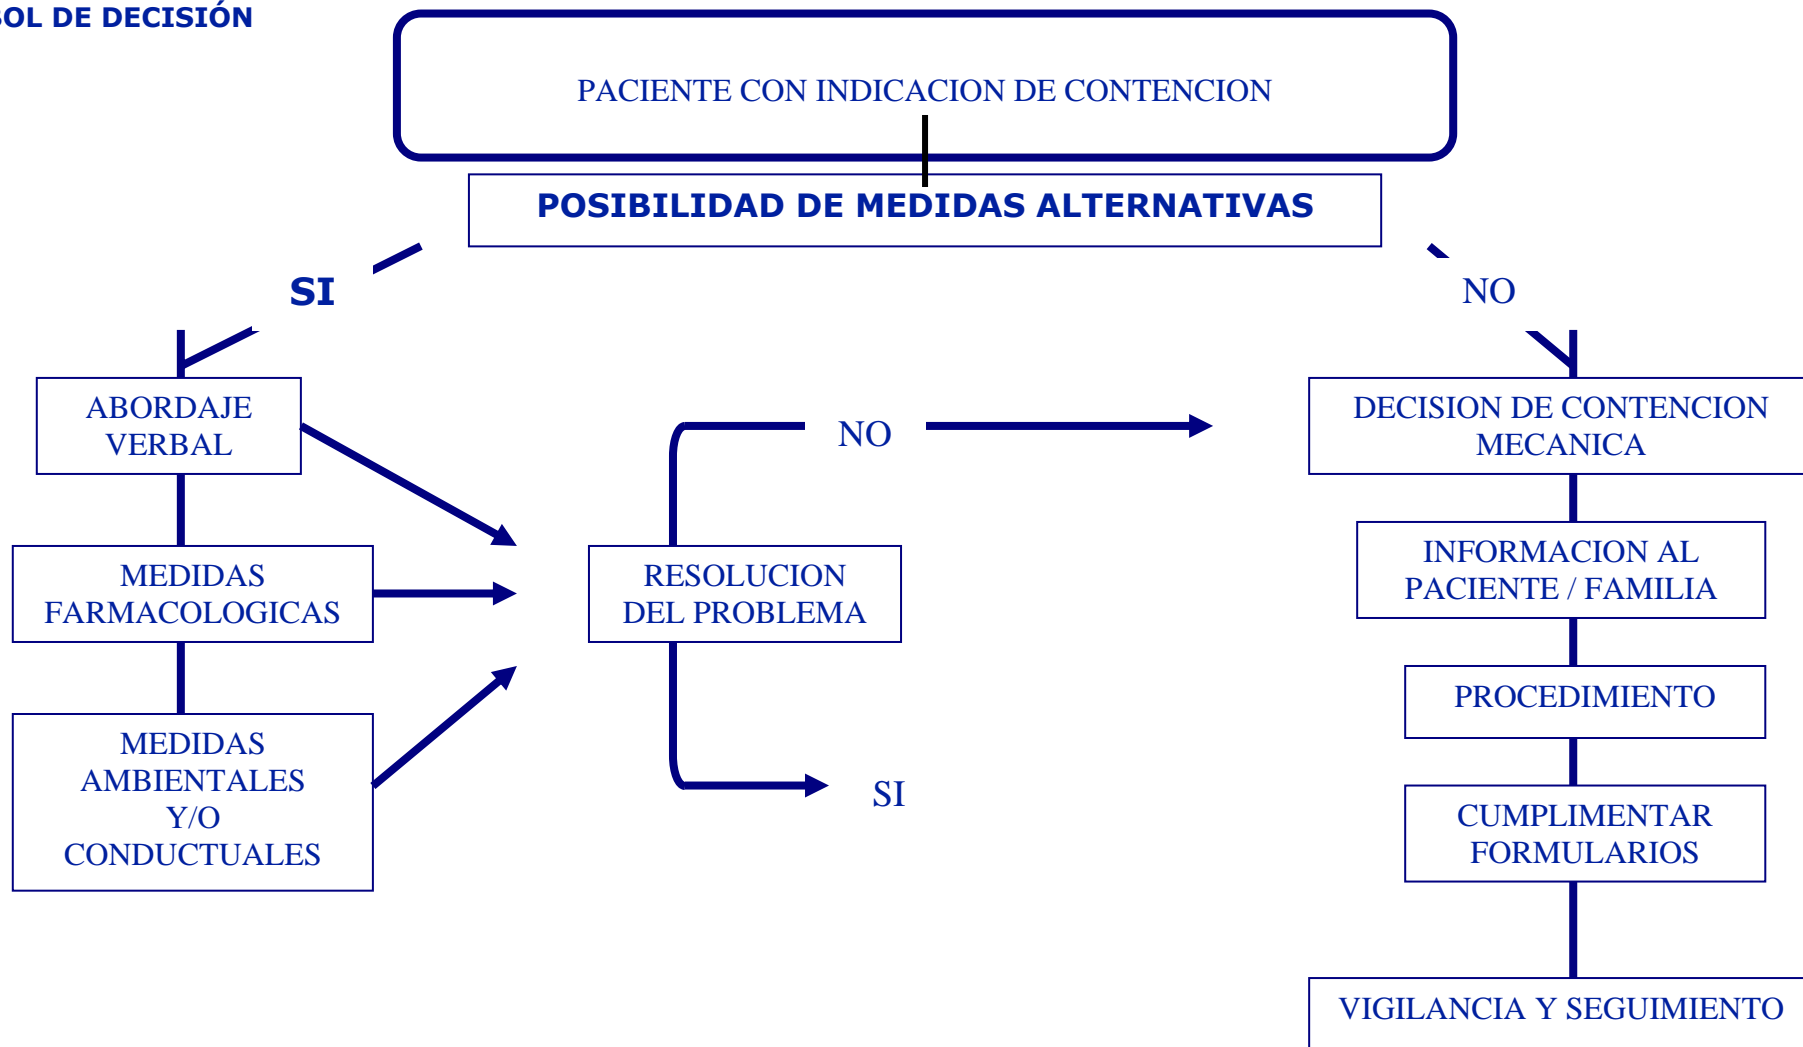 BOL DE DECISIÓN
PACIENTE CON INDICACION DE CONTENCION
POSIBILIDAD DE MEDIDAS ALTERNATIVAS
SI
NO
ABORDAJE
VERBAL
MEDIDAS
FARMACOLOGICAS
MEDIDAS
AMBIENTALES
Y/O
CONDUCTUALES
RESOLUCION
DEL PROBLEMA
NO
SI
DECISION DE CONTENCION
MECANICA
INFORMACION AL
PACIENTE / FAMILIA
PROCEDIMIENTO
CUMPLIMENTAR
FORMULARIOS
VIGILANCIA Y SEGUIMIENTO